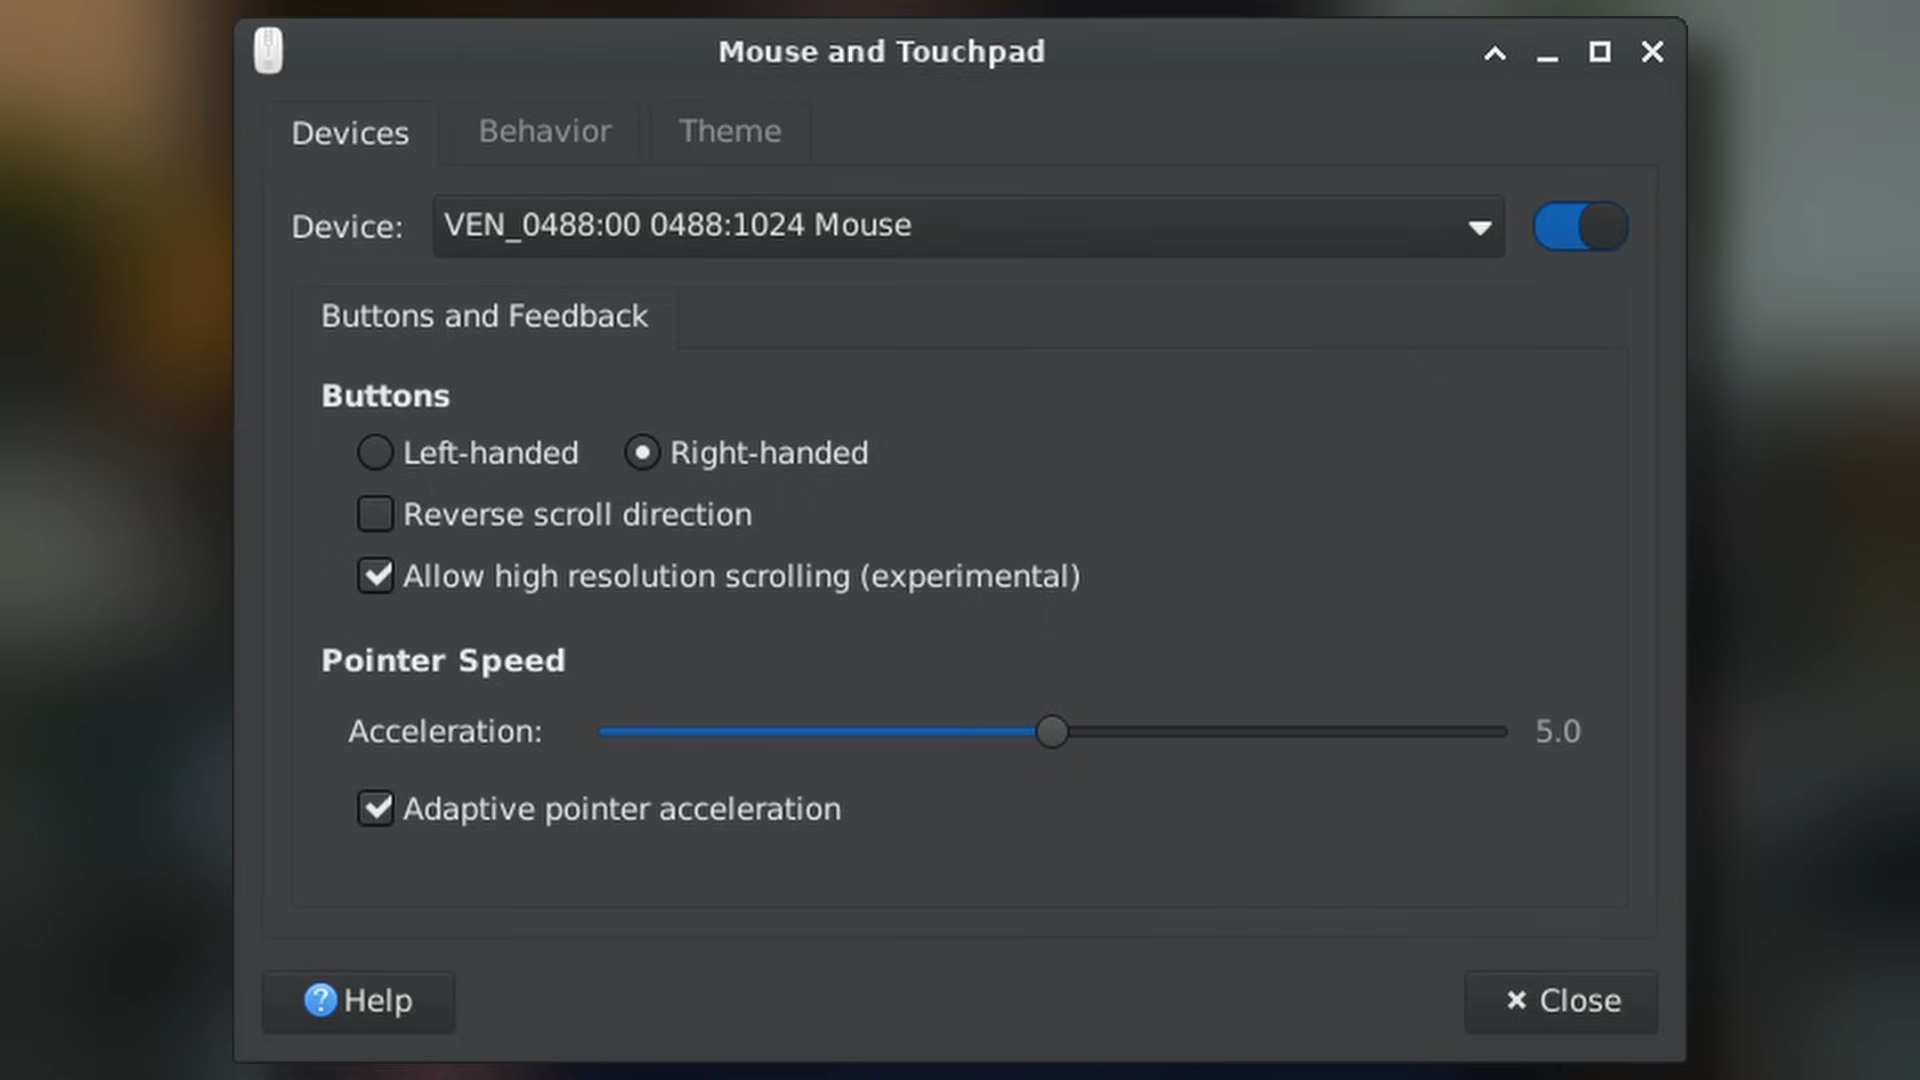 Mouse and Touchpad
Devices
Behavior
Theme
Device:
VEN_0488:00 0488:1024 Mouse
Buttons and Feedback
Buttons
Left-handed
Right-handed
Reverse scroll direction
Allow high resolution scrolling (experimental)
Pointer Speed
Acceleration:
5.0
Adaptive pointer acceleration
? Help
Close